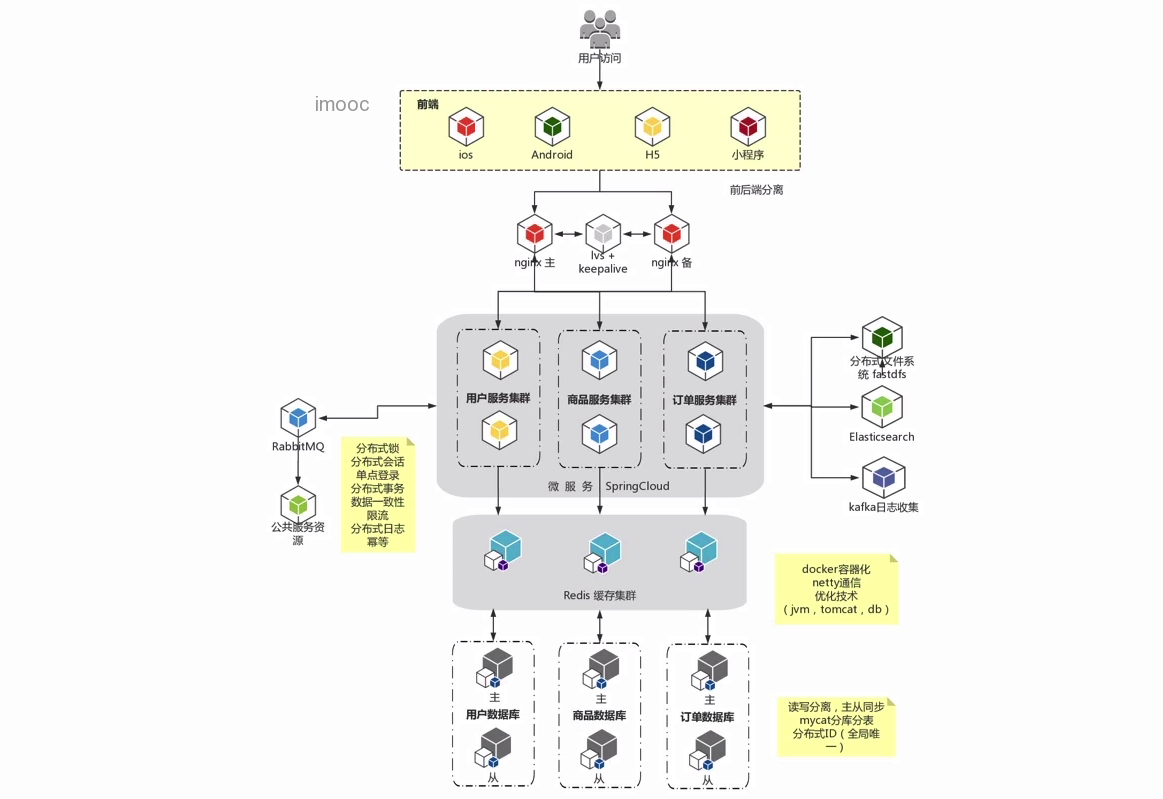 用户访问
imooc
前端
ios
Android
H5
小程序
前后端分离
nginx 主
lvs +
keepalive
nginx 备
用户服务集群
商品服务集群
订单服务集群
微 服 务 SpringCloud
RabbitMQ
公共服务资
源
分布式锁
分布式会话
单点登录
分布式事务
数据一致性
限流
分布式日志
幂等
分布式文件系
统 fastdfs
Elasticsearch
kafka日志收集
Redis 缓存集群
docker容器化
netty通信
优化技术
（jvm，tomcat，db）
主
用户数据库
从
主
商品数据库
从
主
订单数据库
从
读写分离，主从同步
mycat分库分表
分布式ID（全局唯
一）